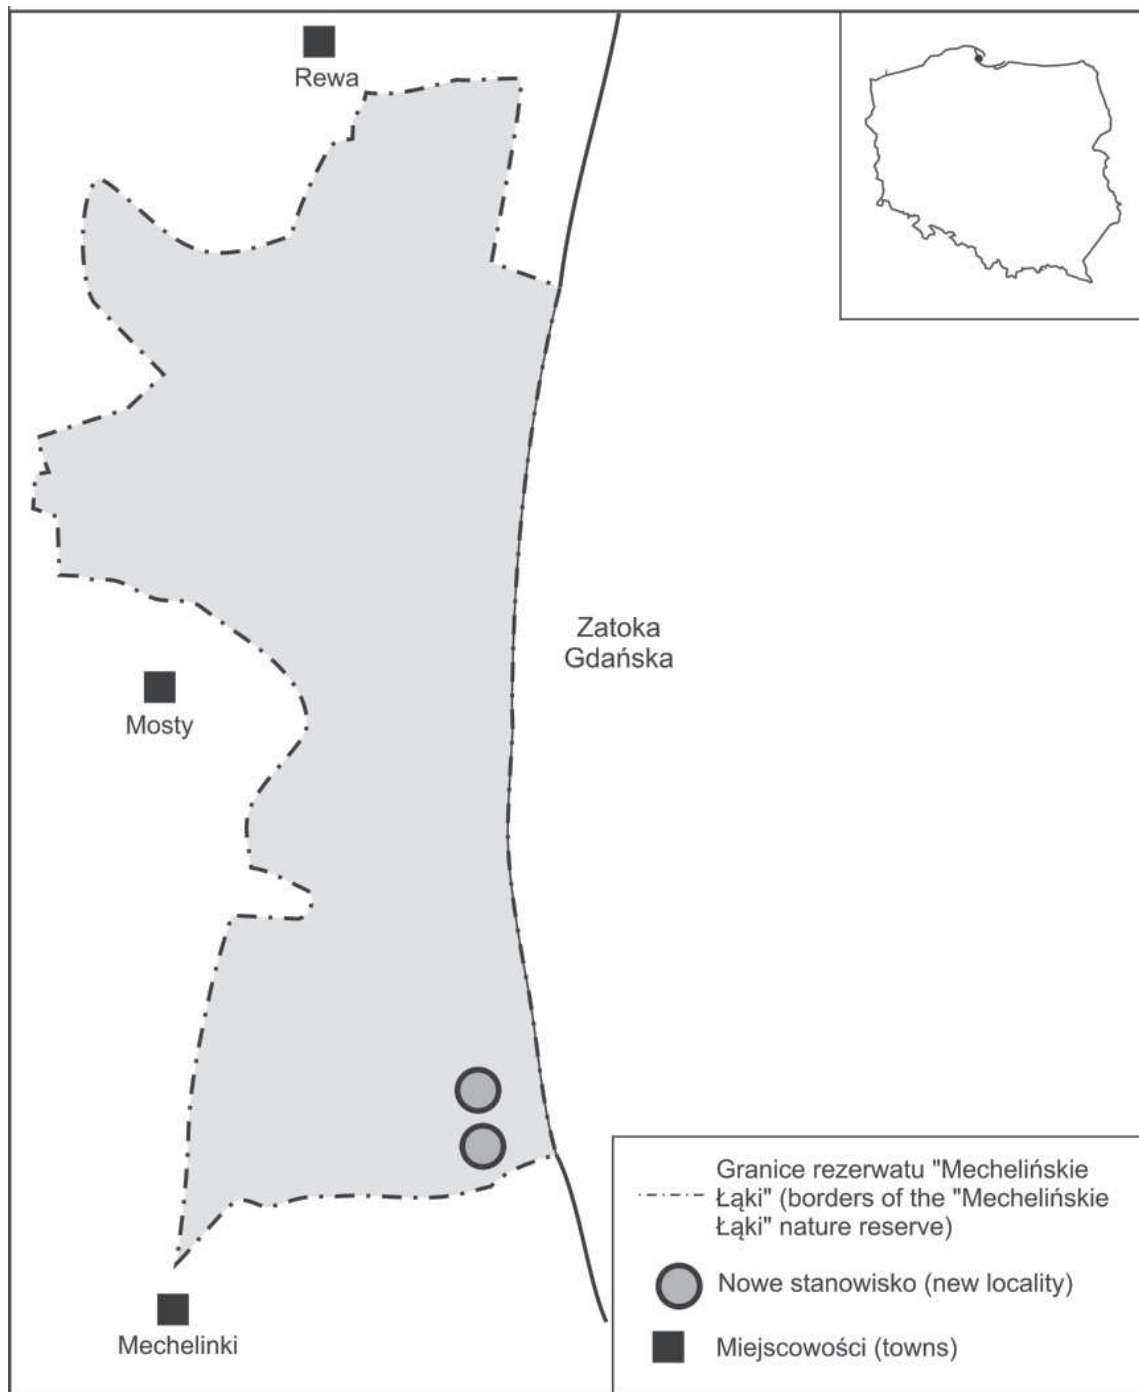 Rewa
Zatoka
Gdańska
Mosty
Mechelinki
Granice rezerwatu "Mechelińskie
Łąki" (borders of the "Mechelińskie
Łąki" nature reserve)
Nowe stanowisko (new locality)
Miejscowości (towns)